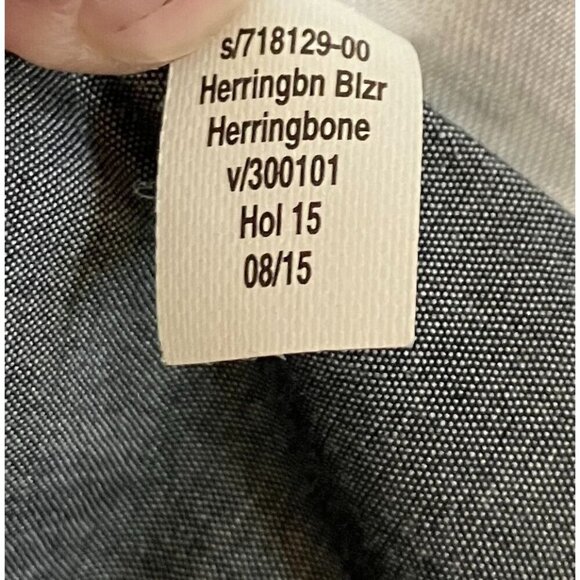 s/718129-00
Herringbn Blzr
Herringbone
v/300101
Hol 15
08/15